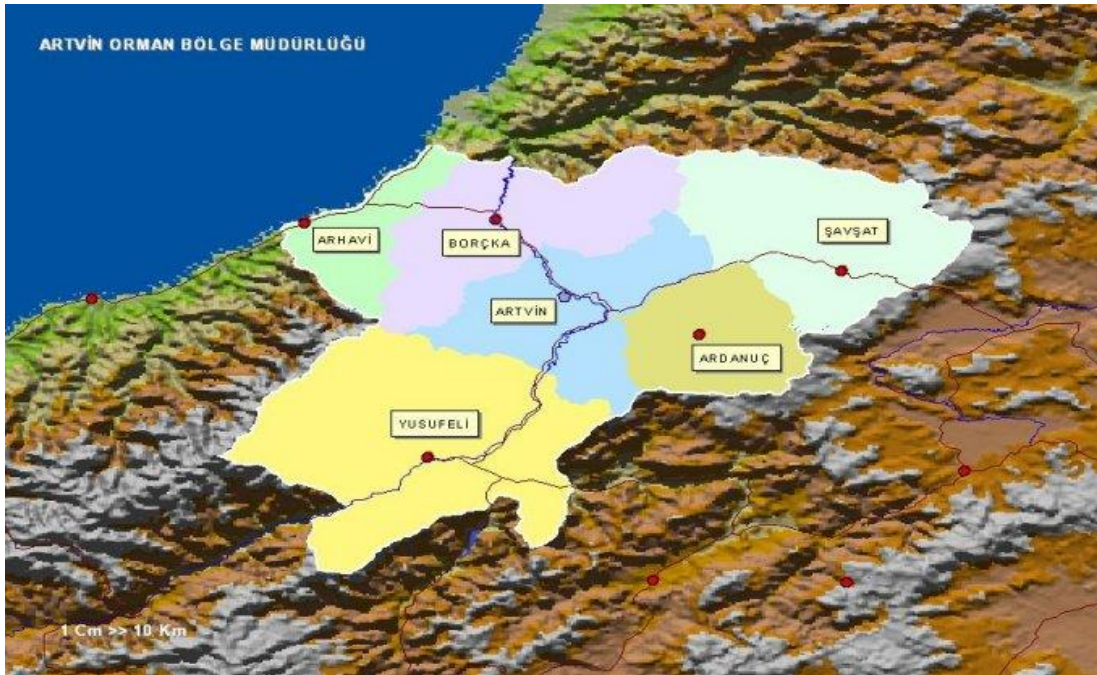 ARTVİN ORMAN BÖLGE MÜDÜRLÜĞÜ
ŞAVŞAT
ARHAVİ
BORÇKA
ARTVİN
ARDANUÇ
YUSUFELİ
1 Cm >> 10 Km